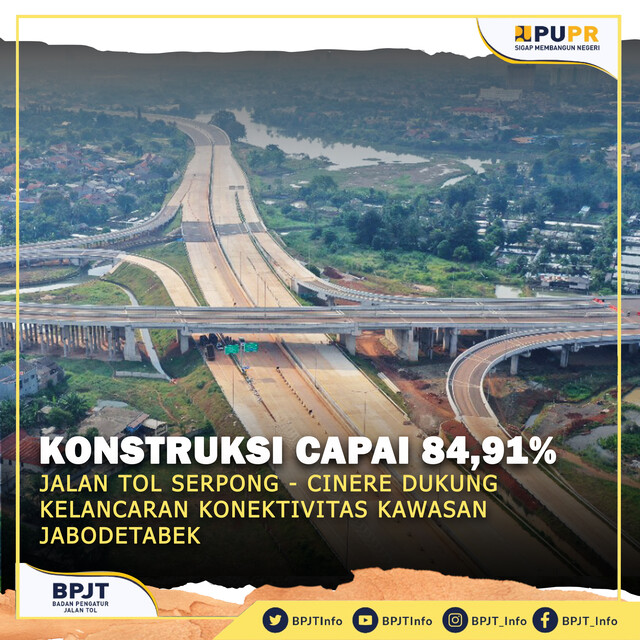 PUPR
SIGAP MEMBANGUN NEGERI
KONSTRUKSI CAPAI 84,91%
JALAN TOL SERPONG - CINERE DUKUNG
KELANCARAN KONEKTIVITAS KAWASAN
JABODETABEK
BPJT
BADAN PENGATUR
JALAN TOL
BPJTInfo BPJTInfo BPJT_Info BPJT_Info